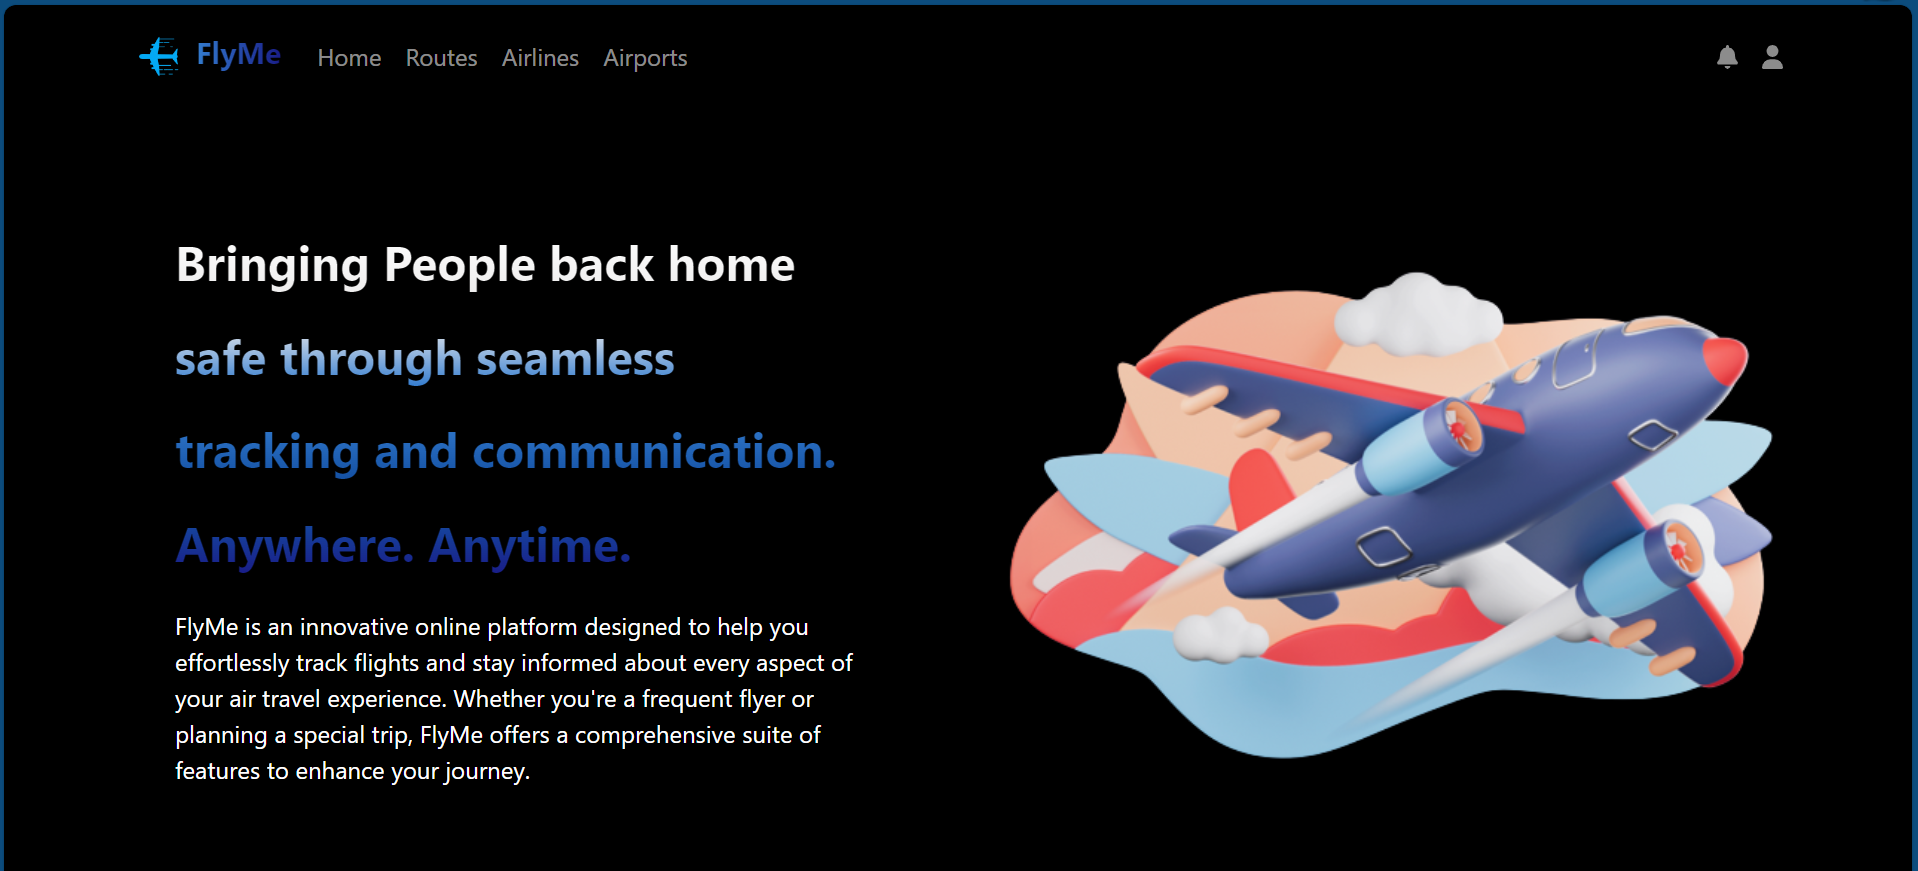 FlyMe Home Routes Airlines Airports
Bringing People back home
safe through seamless
tracking and communication.
Anywhere. Anytime.
FlyMe is an innovative online platform designed to help you
effortlessly track flights and stay informed about every aspect of
your air travel experience. Whether you're a frequent flyer or
planning a special trip, FlyMe offers a comprehensive suite of
features to enhance your journey.